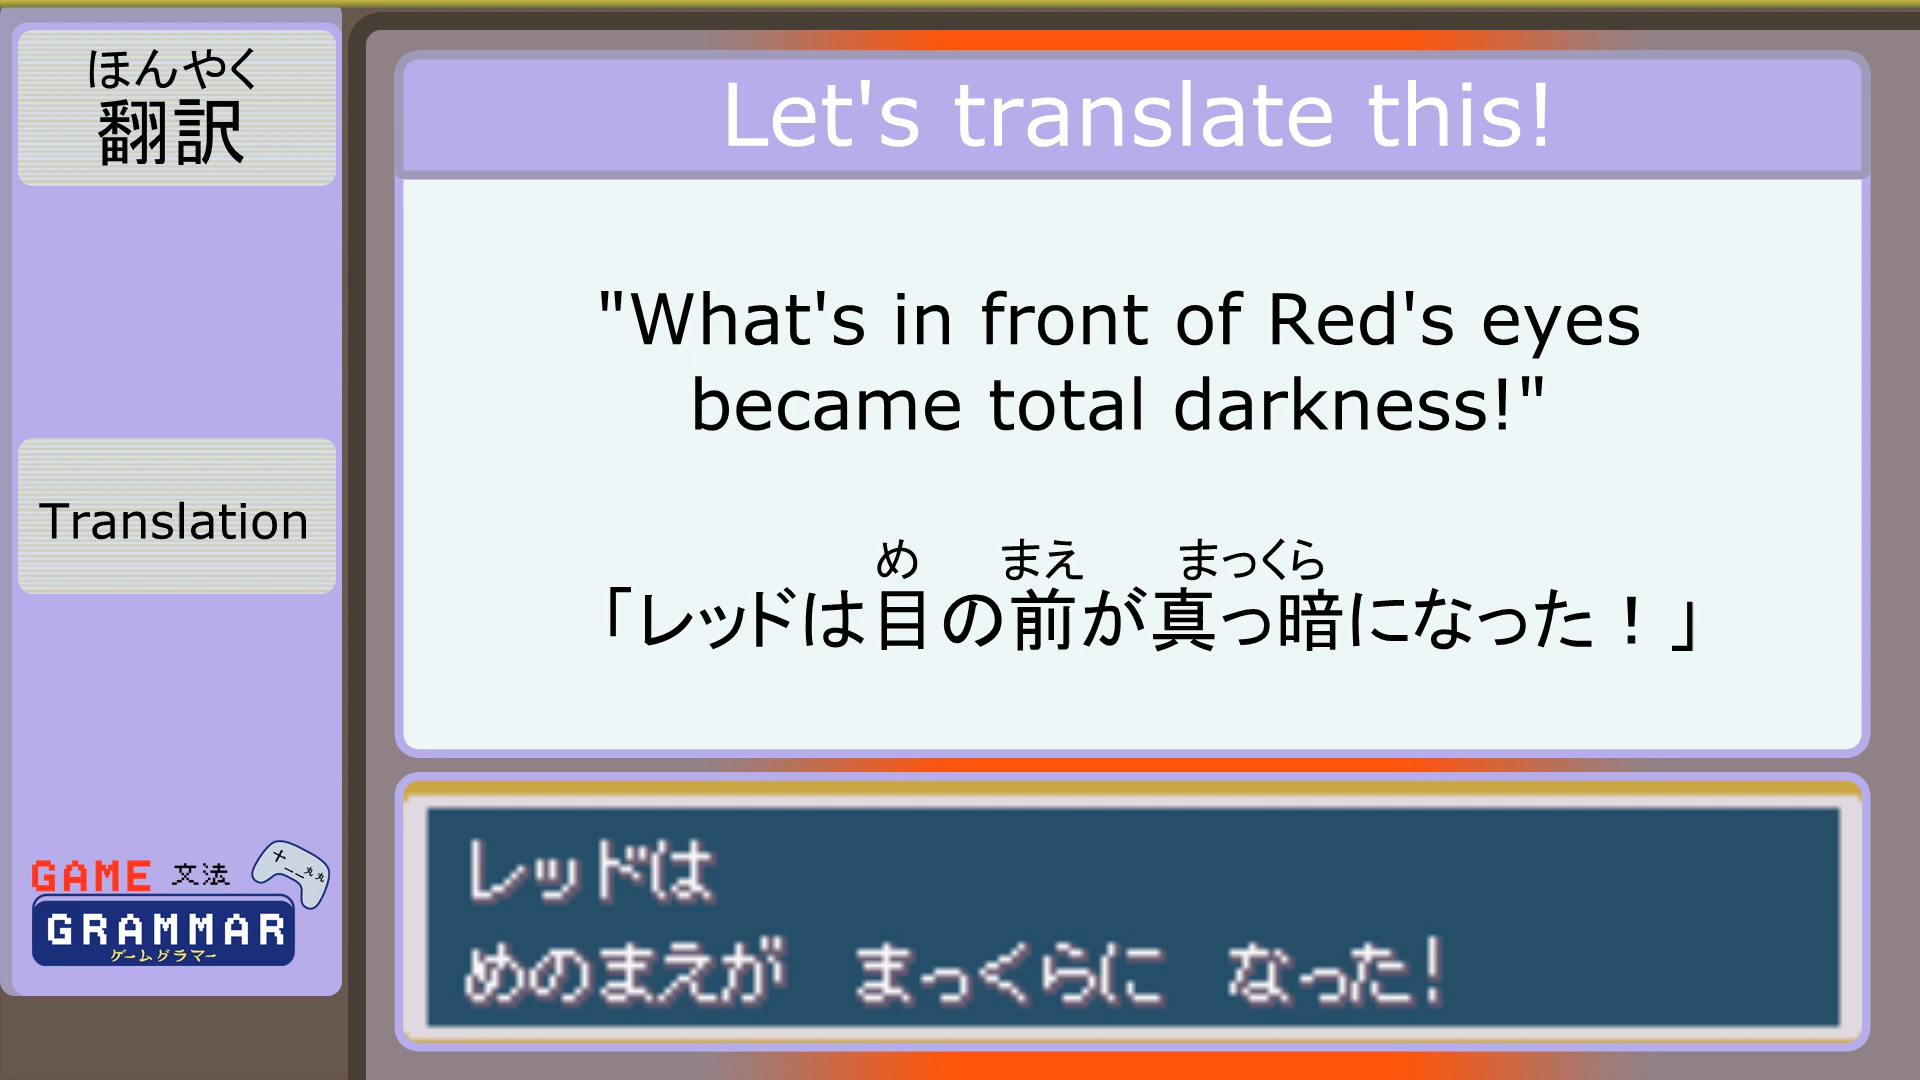 ほんやく
翻訳
Translation
GAME 文法
GRAMMAR
ゲームグラマー
Let's translate this!
"What's in front of Red's eyes
became total darkness!"
め まえ まっくら
「レッドは目の前が真っ暗になった！」
レッドは
めのまえが まっくらに なった!